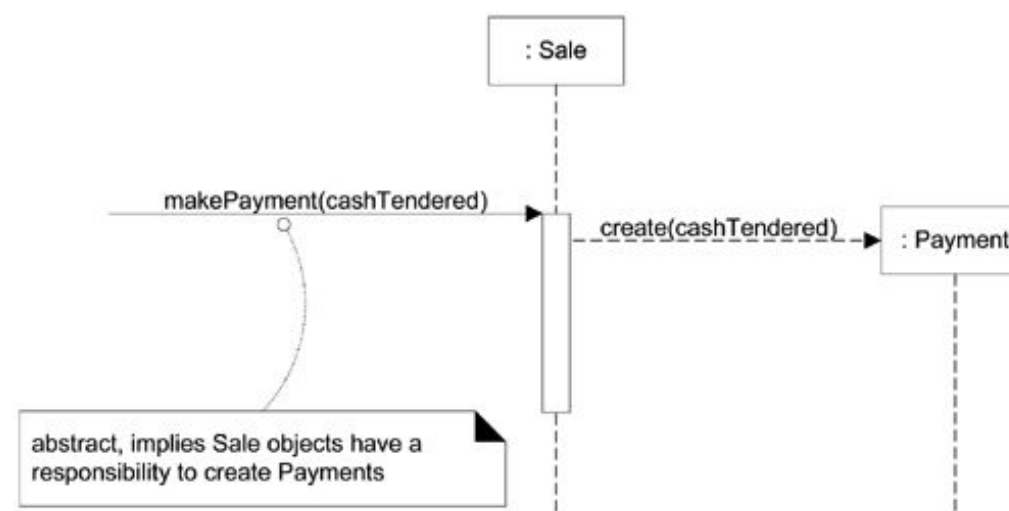 : Sale
makePayment(cashTendered)
create(cashTendered)
: Payment
abstract, implies Sale objects have a
responsibility to create Payments